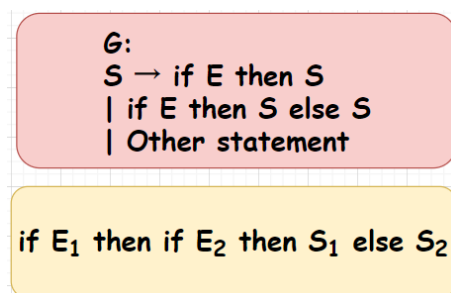 G:
S → if E then S
| if E then S else S
| Other statement
if E₁ then if E₂ then S₁ else S₂